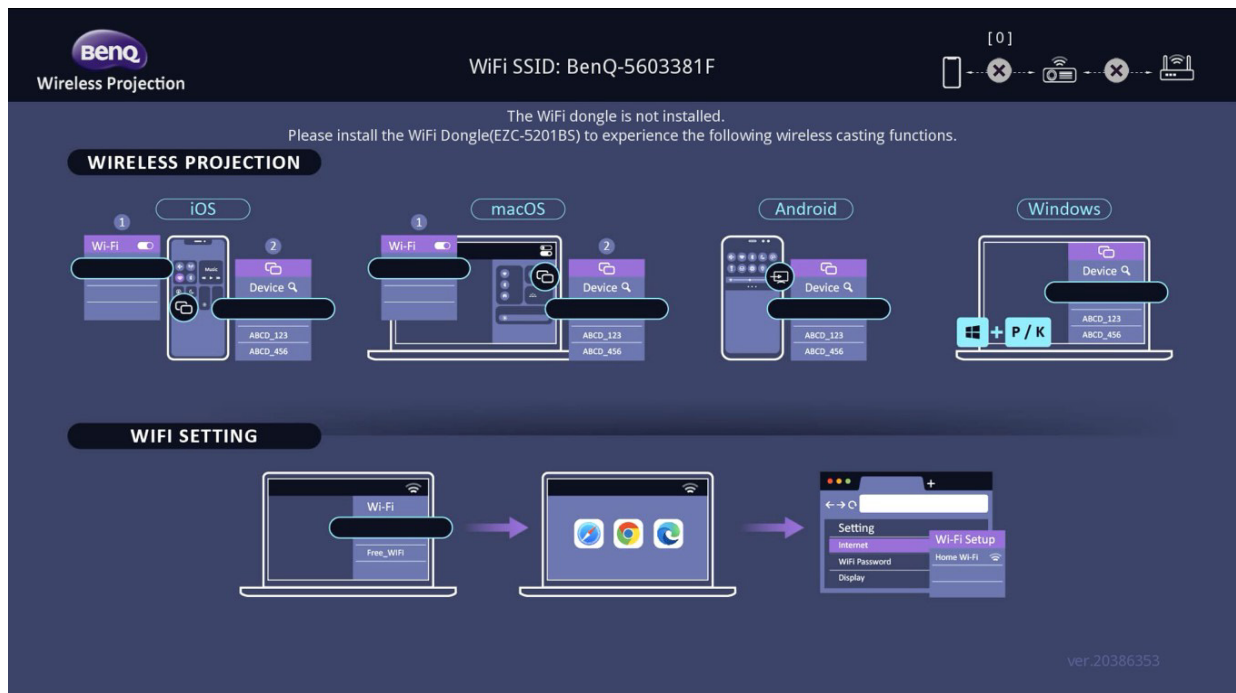 BenQ
Wireless Projection
WiFi SSID: BenQ-5603381F
[ 0 ]
The WiFi dongle is not installed.
Please install the WiFi Dongle(EZC-5201BS) to experience the following wireless casting functions.
WIRELESS PROJECTION
iOS
1
Wi-Fi
Music
2
Device
ABCD_123
ABCD_456
macOS
1
Wi-Fi
2
Device
ABCD_123
ABCD_456
Android
Device
ABCD_123
ABCD_456
Windows
Device
ABCD_123
ABCD_456
+ P / K
WIFI SETTING
Wi-Fi
Free_WIFI
+
Setting
Internet
WiFi Password
Display
Wi-Fi Setup
Home Wi-Fi
ver.20386353